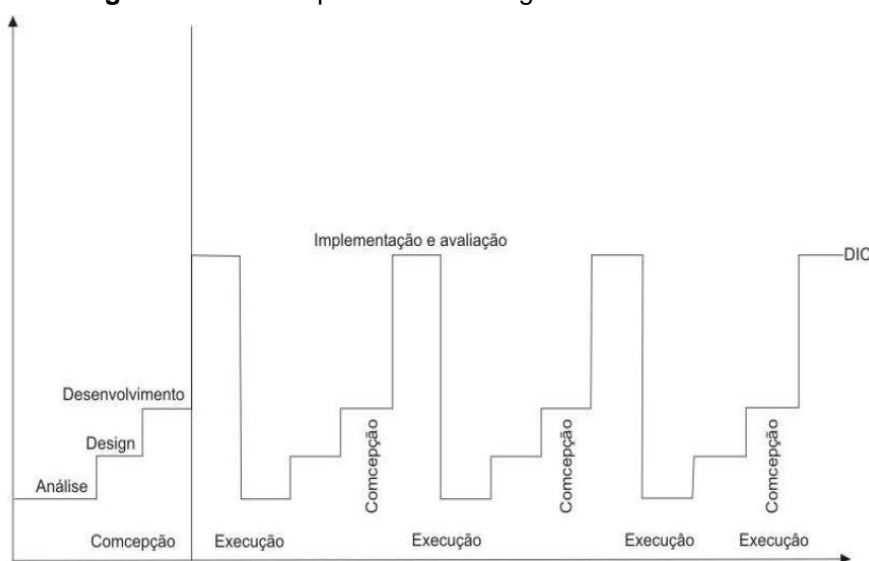 Implementação e avaliação
DIC
Desenvolvimento
Design
Análise
Comcepção
Comcepção
Comcepção
Comcepção
Execução
Execução
Execução
Execução